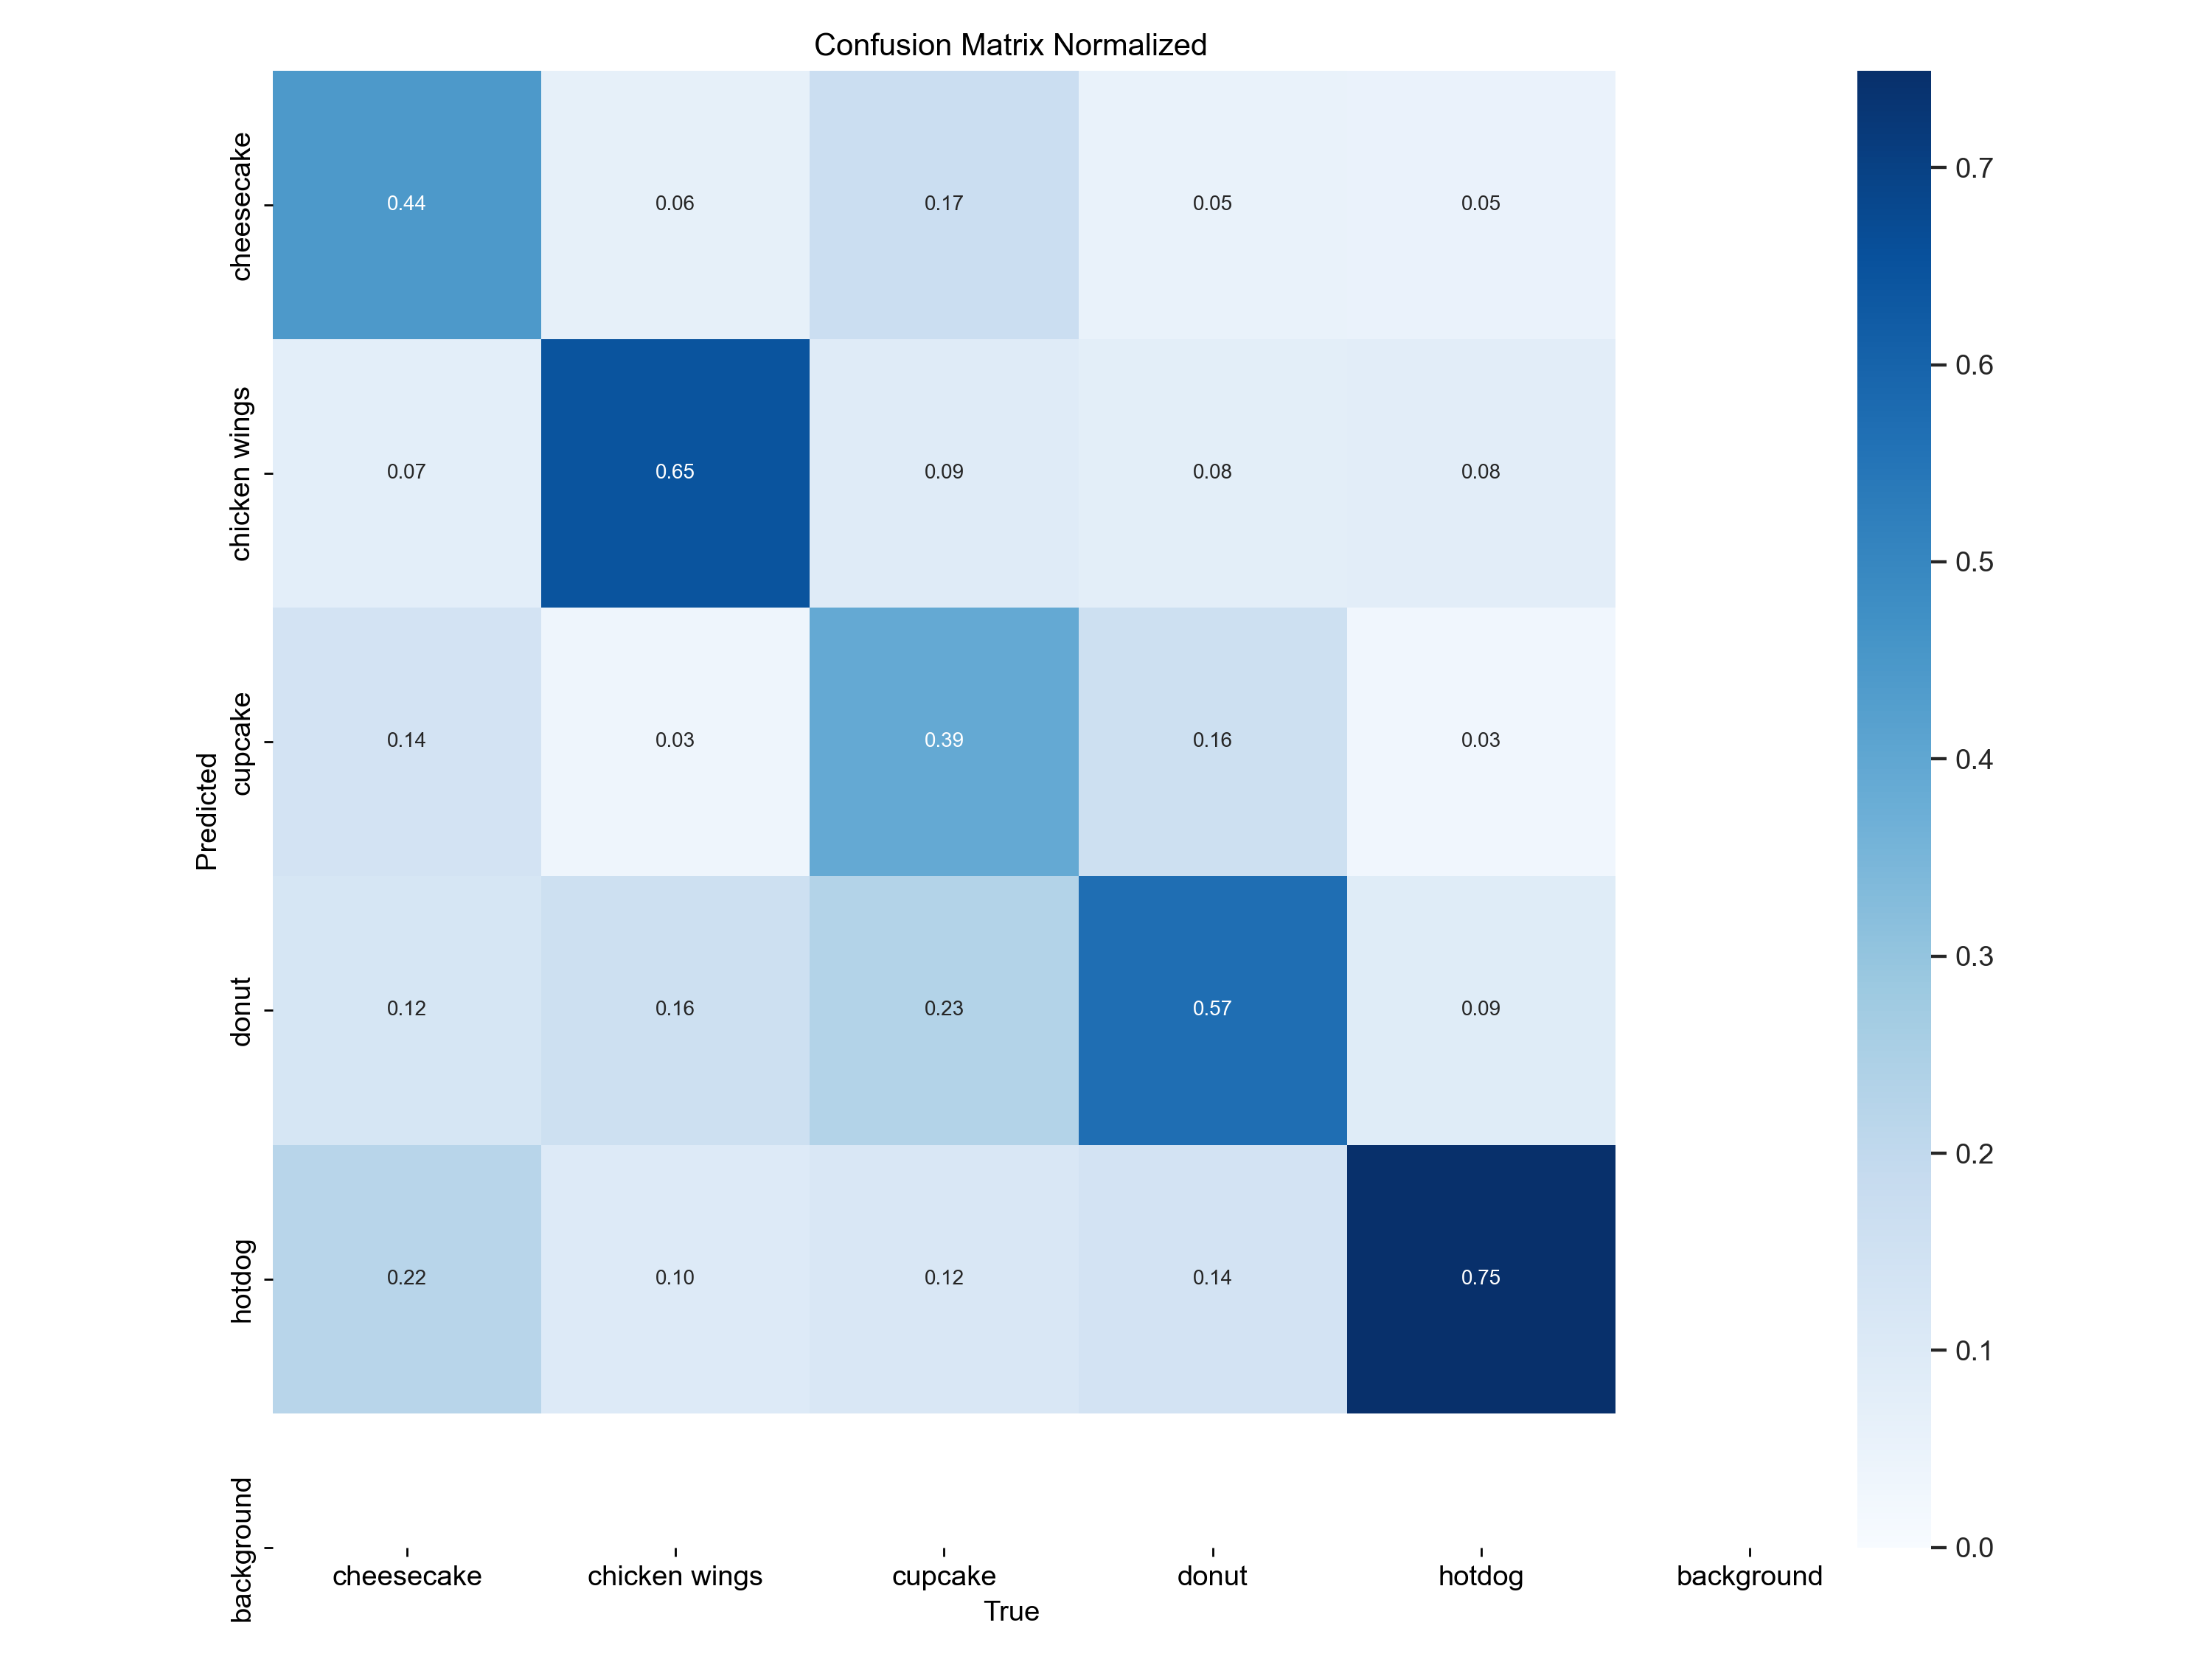 Confusion Matrix Normalized
cheesecake
0.44
0.06
0.17
0.05
0.05
chicken wings
0.07
0.65
0.09
0.08
0.08
cupcake
0.14
0.03
0.39
0.16
0.03
donut
0.12
0.16
0.23
0.57
0.09
hotdog
0.22
0.10
0.12
0.14
0.75
background
Predicted
cheesecake
chicken wings
cupcake
donut
hotdog
background
True
0.7
0.6
0.5
0.4
0.3
0.2
0.1
0.0